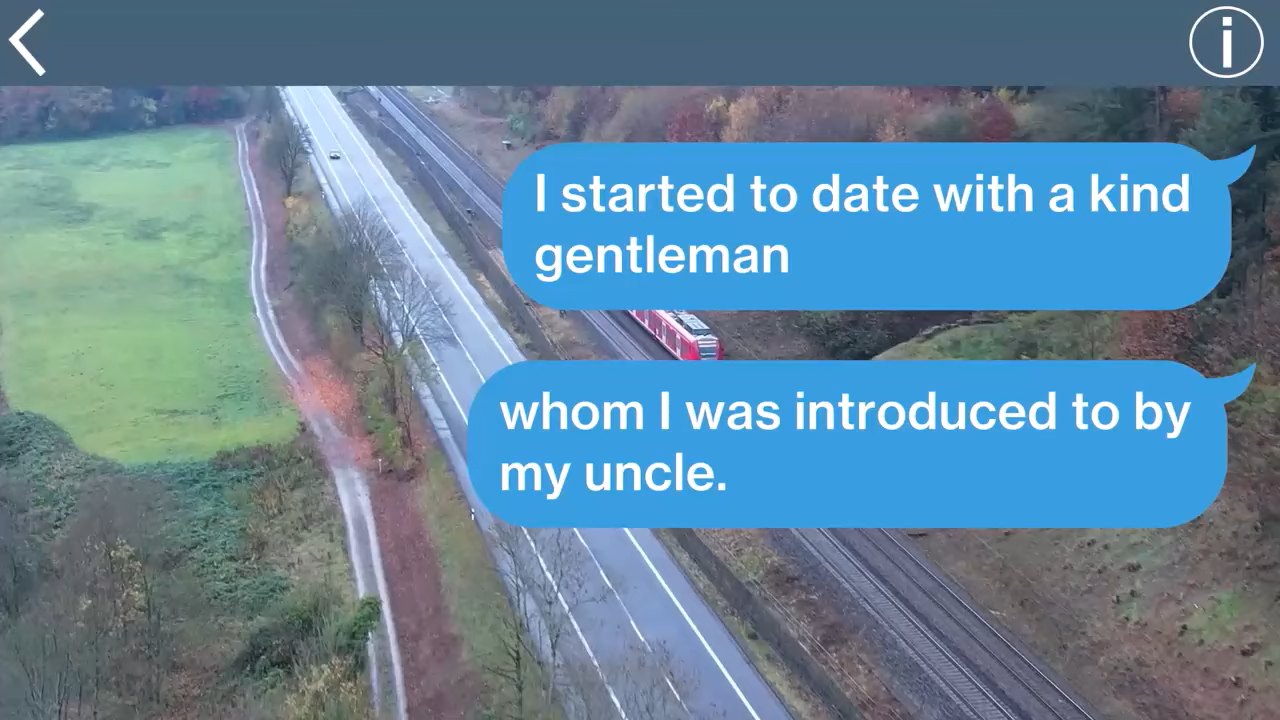 I started to date with a kind
gentleman
whom I was introduced to by
my uncle.